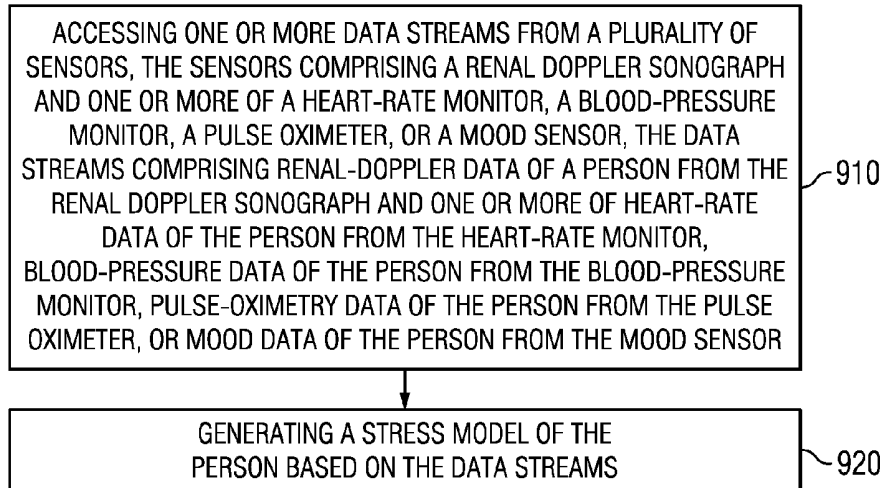 ACCESSING ONE OR MORE DATA STREAMS FROM A PLURALITY OF
SENSORS, THE SENSORS COMPRISING A RENAL DOPPLER SONOGRAPH
AND ONE OR MORE OF A HEART-RATE MONITOR, A BLOOD-PRESSURE
MONITOR, A PULSE OXIMETER, OR A MOOD SENSOR, THE DATA
STREAMS COMPRISING RENAL-DOPPLER DATA OF A PERSON FROM THE
RENAL DOPPLER SONOGRAPH AND ONE OR MORE OF HEART-RATE
DATA OF THE PERSON FROM THE HEART-RATE MONITOR,
BLOOD-PRESSURE DATA OF THE PERSON FROM THE BLOOD-PRESSURE
MONITOR, PULSE-OXIMETRY DATA OF THE PERSON FROM THE PULSE
OXIMETER, OR MOOD DATA OF THE PERSON FROM THE MOOD SENSOR
910
GENERATING A STRESS MODEL OF THE
PERSON BASED ON THE DATA STREAMS
920